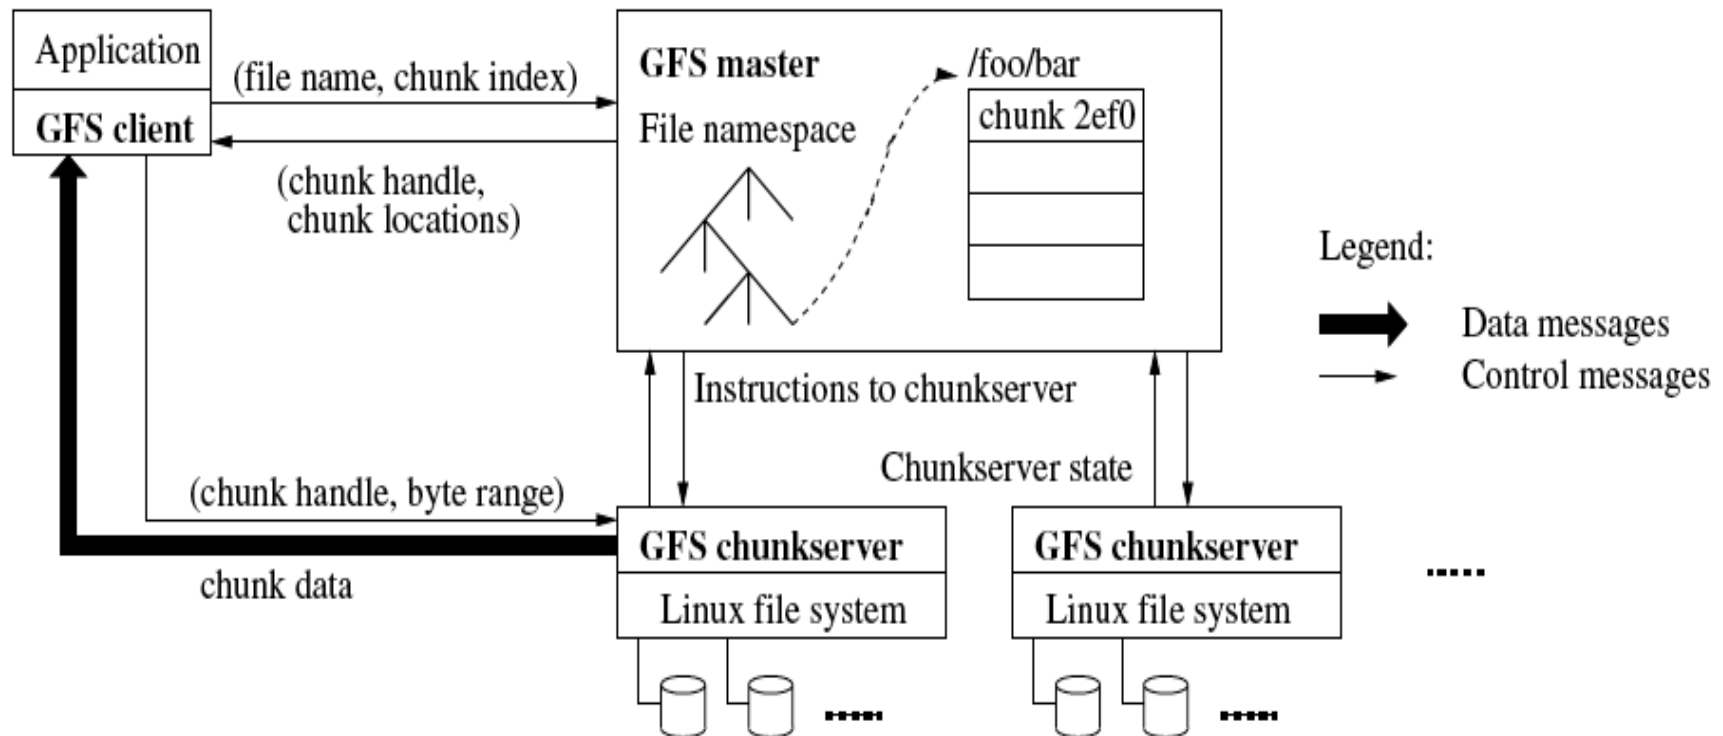 Application
GFS client
(file name, chunk index)
(chunk handle,
chunk locations)
GFS master
File namespace
/foo/bar
chunk 2ef0
Legend:
Data messages
Control messages
Instructions to chunkserver
Chunkserver state
(chunk handle, byte range)
chunk data
GFS chunkserver
Linux file system
GFS chunkserver
Linux file system